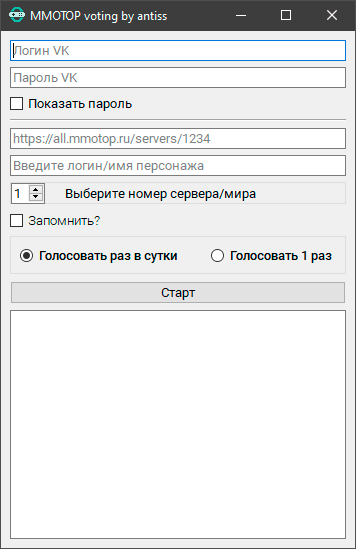 MMOTOP voting by antiss
Логин VK
Пароль VK
Показать пароль
https://all.mmotop.ru/servers/1234
Введите логин/имя персонажа
1 Выберите номер сервера/мира
Запомнить?
Голосовать раз в сутки Голосовать 1 раз
Старт